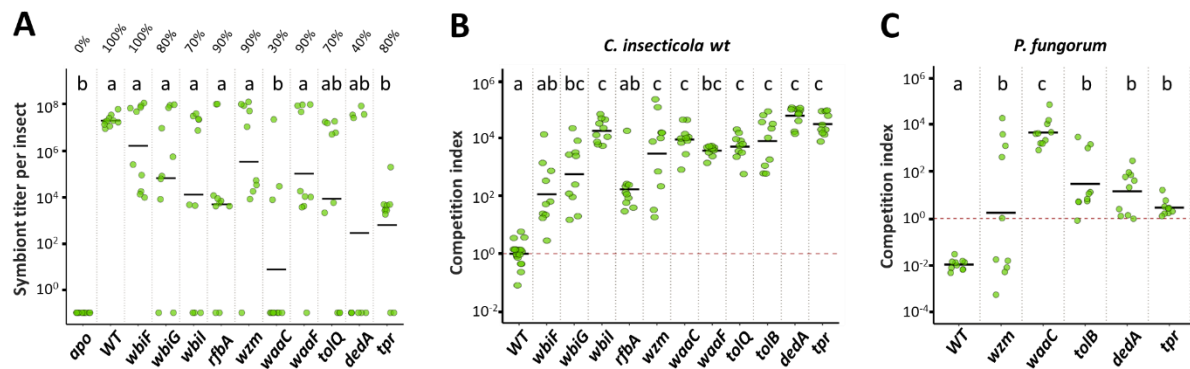 A
0% 100% 100% 80% 70% 90% 90% 30% 90% 70% 40% 80%
b a a a a a a b a ab ab b
Symbiont titer per insect
10^8
10^6
10^4
10^2
10^0
apo WT wbiF wbiG wbiI rfbA wzm waaC waaF tolQ dedA tpr
B
C. insecticola wt
a ab bc c ab c c bc c c c c
Competition index
10^6
10^4
10^2
10^0
10^-2
WT wbiF wbiG wbiI rfbA wzm waaC waaF tolQ tolB dedA tpr
C
P. fungorum
a b c b b b
Competition index
10^6
10^4
10^2
10^0
10^-2
10^-4
WT wzm waaC tolB dedA tpr